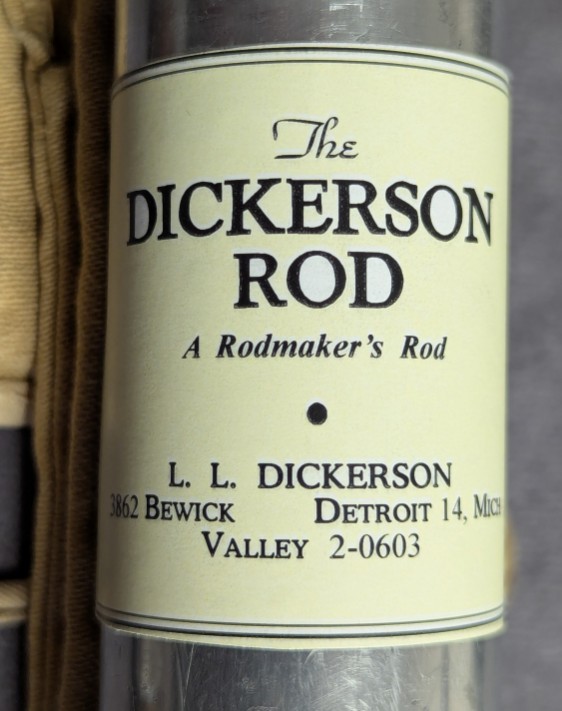 The
DICKERSON
ROD
A Rodmaker's Rod
L. L. DICKERSON
3862 BEWICK DETROIT 14, MICH
VALLEY 2-0603